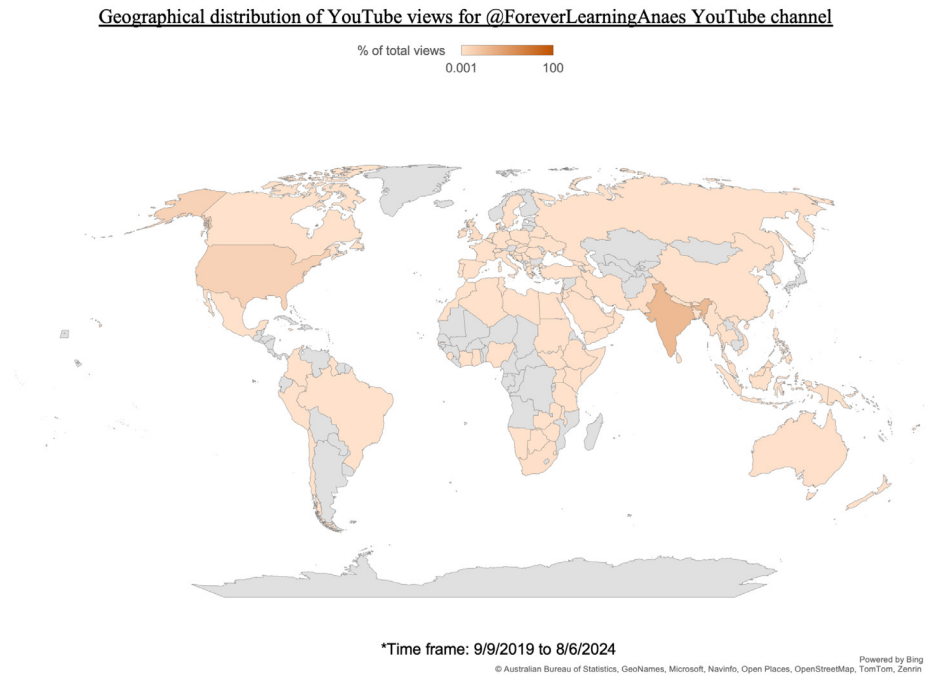 Geographical distribution of YouTube views for @ForeverLearningAnaes YouTube channel
% of total views
0.001 100
*Time frame: 9/9/2019 to 8/6/2024
Powered by Bing
© Australian Bureau of Statistics, GeoNames, Microsoft, Navinfo, Open Places, OpenStreetMap, TomTom, Zenrin